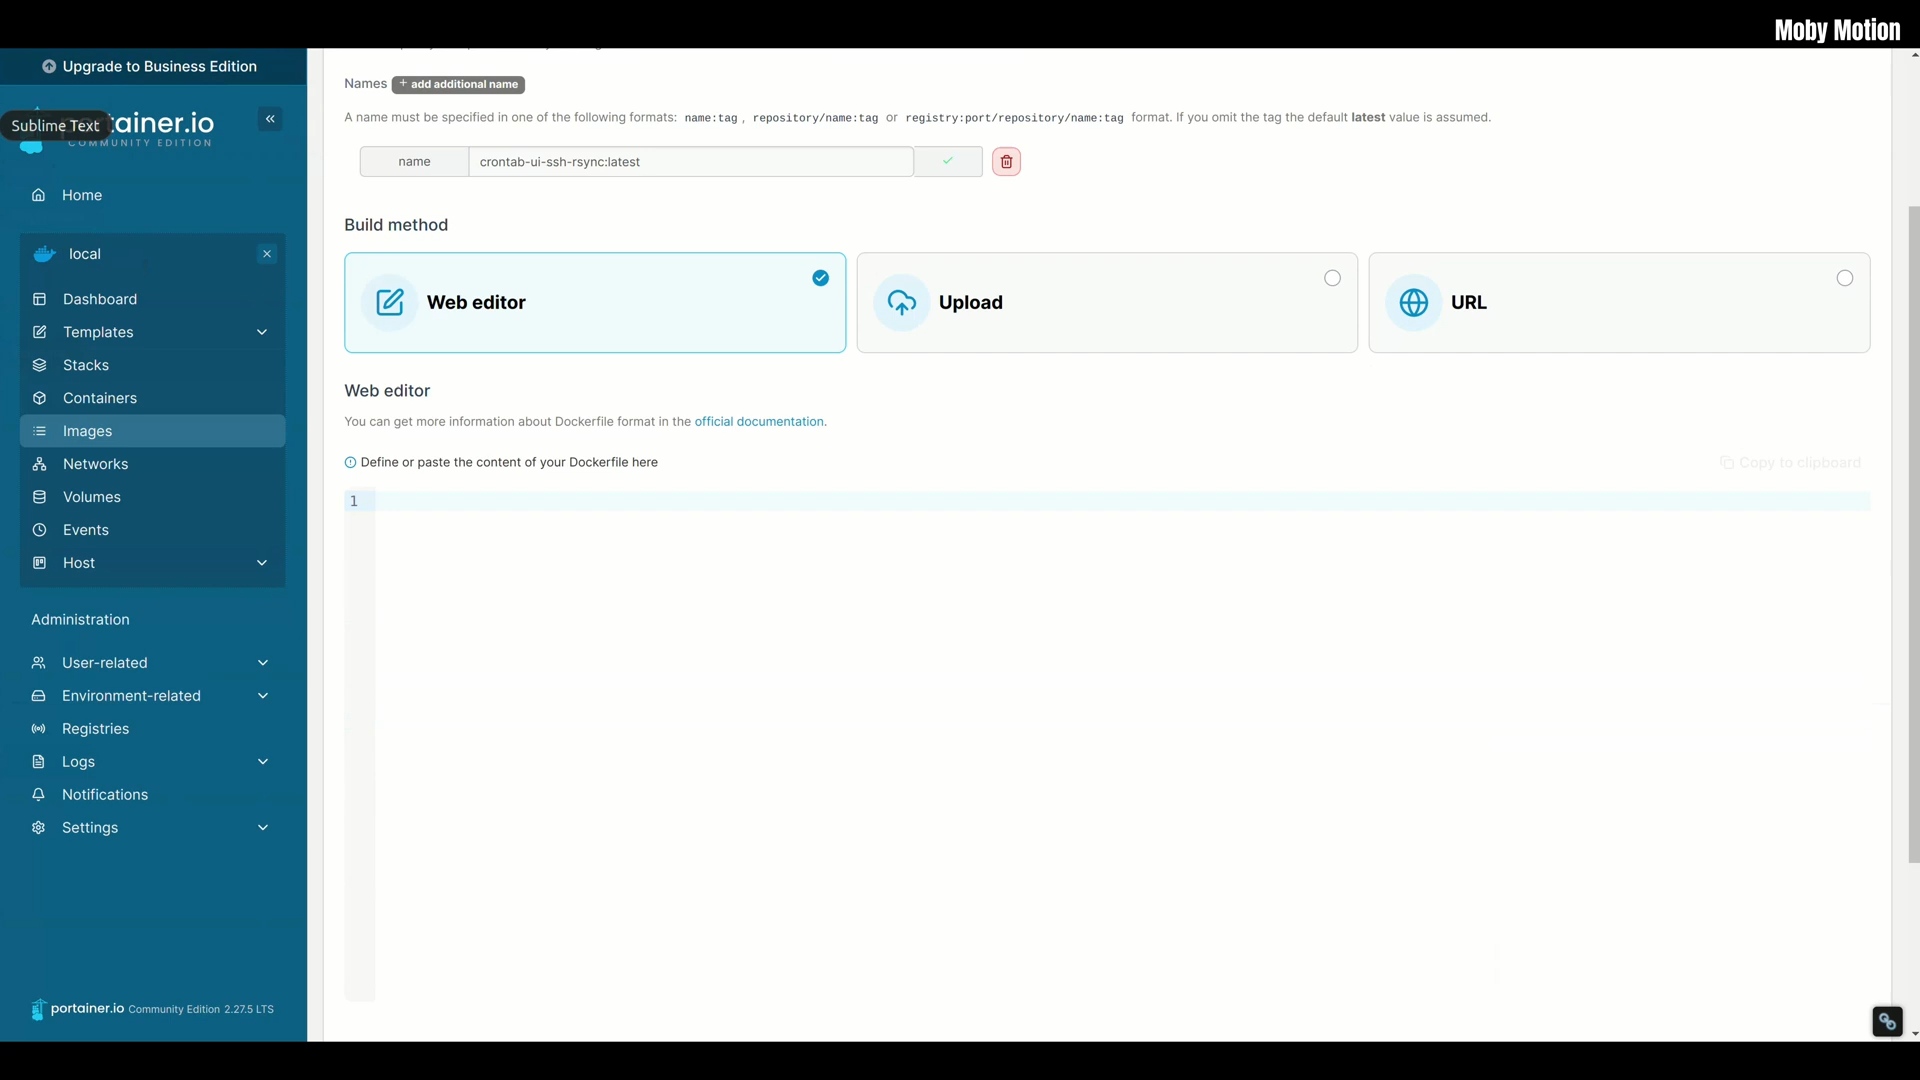 Moby Motion
Upgrade to Business Edition
Sublime Text
tainer.io
COMMUNITY EDITION
Home
local
Dashboard
Templates
Stacks
Containers
Images
Networks
Volumes
Events
Host
Administration
User-related
Environment-related
Registries
Logs
Notifications
Settings
portainer.io Community Edition 2.27.5 LTS
Names + add additional name
A name must be specified in one of the following formats: name:tag , repository/name:tag or registry:port/repository/name:tag format. If you omit the tag the default latest value is assumed.
name crontab-ui-ssh-rsync:latest
Build method
Web editor
Upload
URL
Web editor
You can get more information about Dockerfile format in the official documentation.
Define or paste the content of your Dockerfile here
Copy to clipboard
1